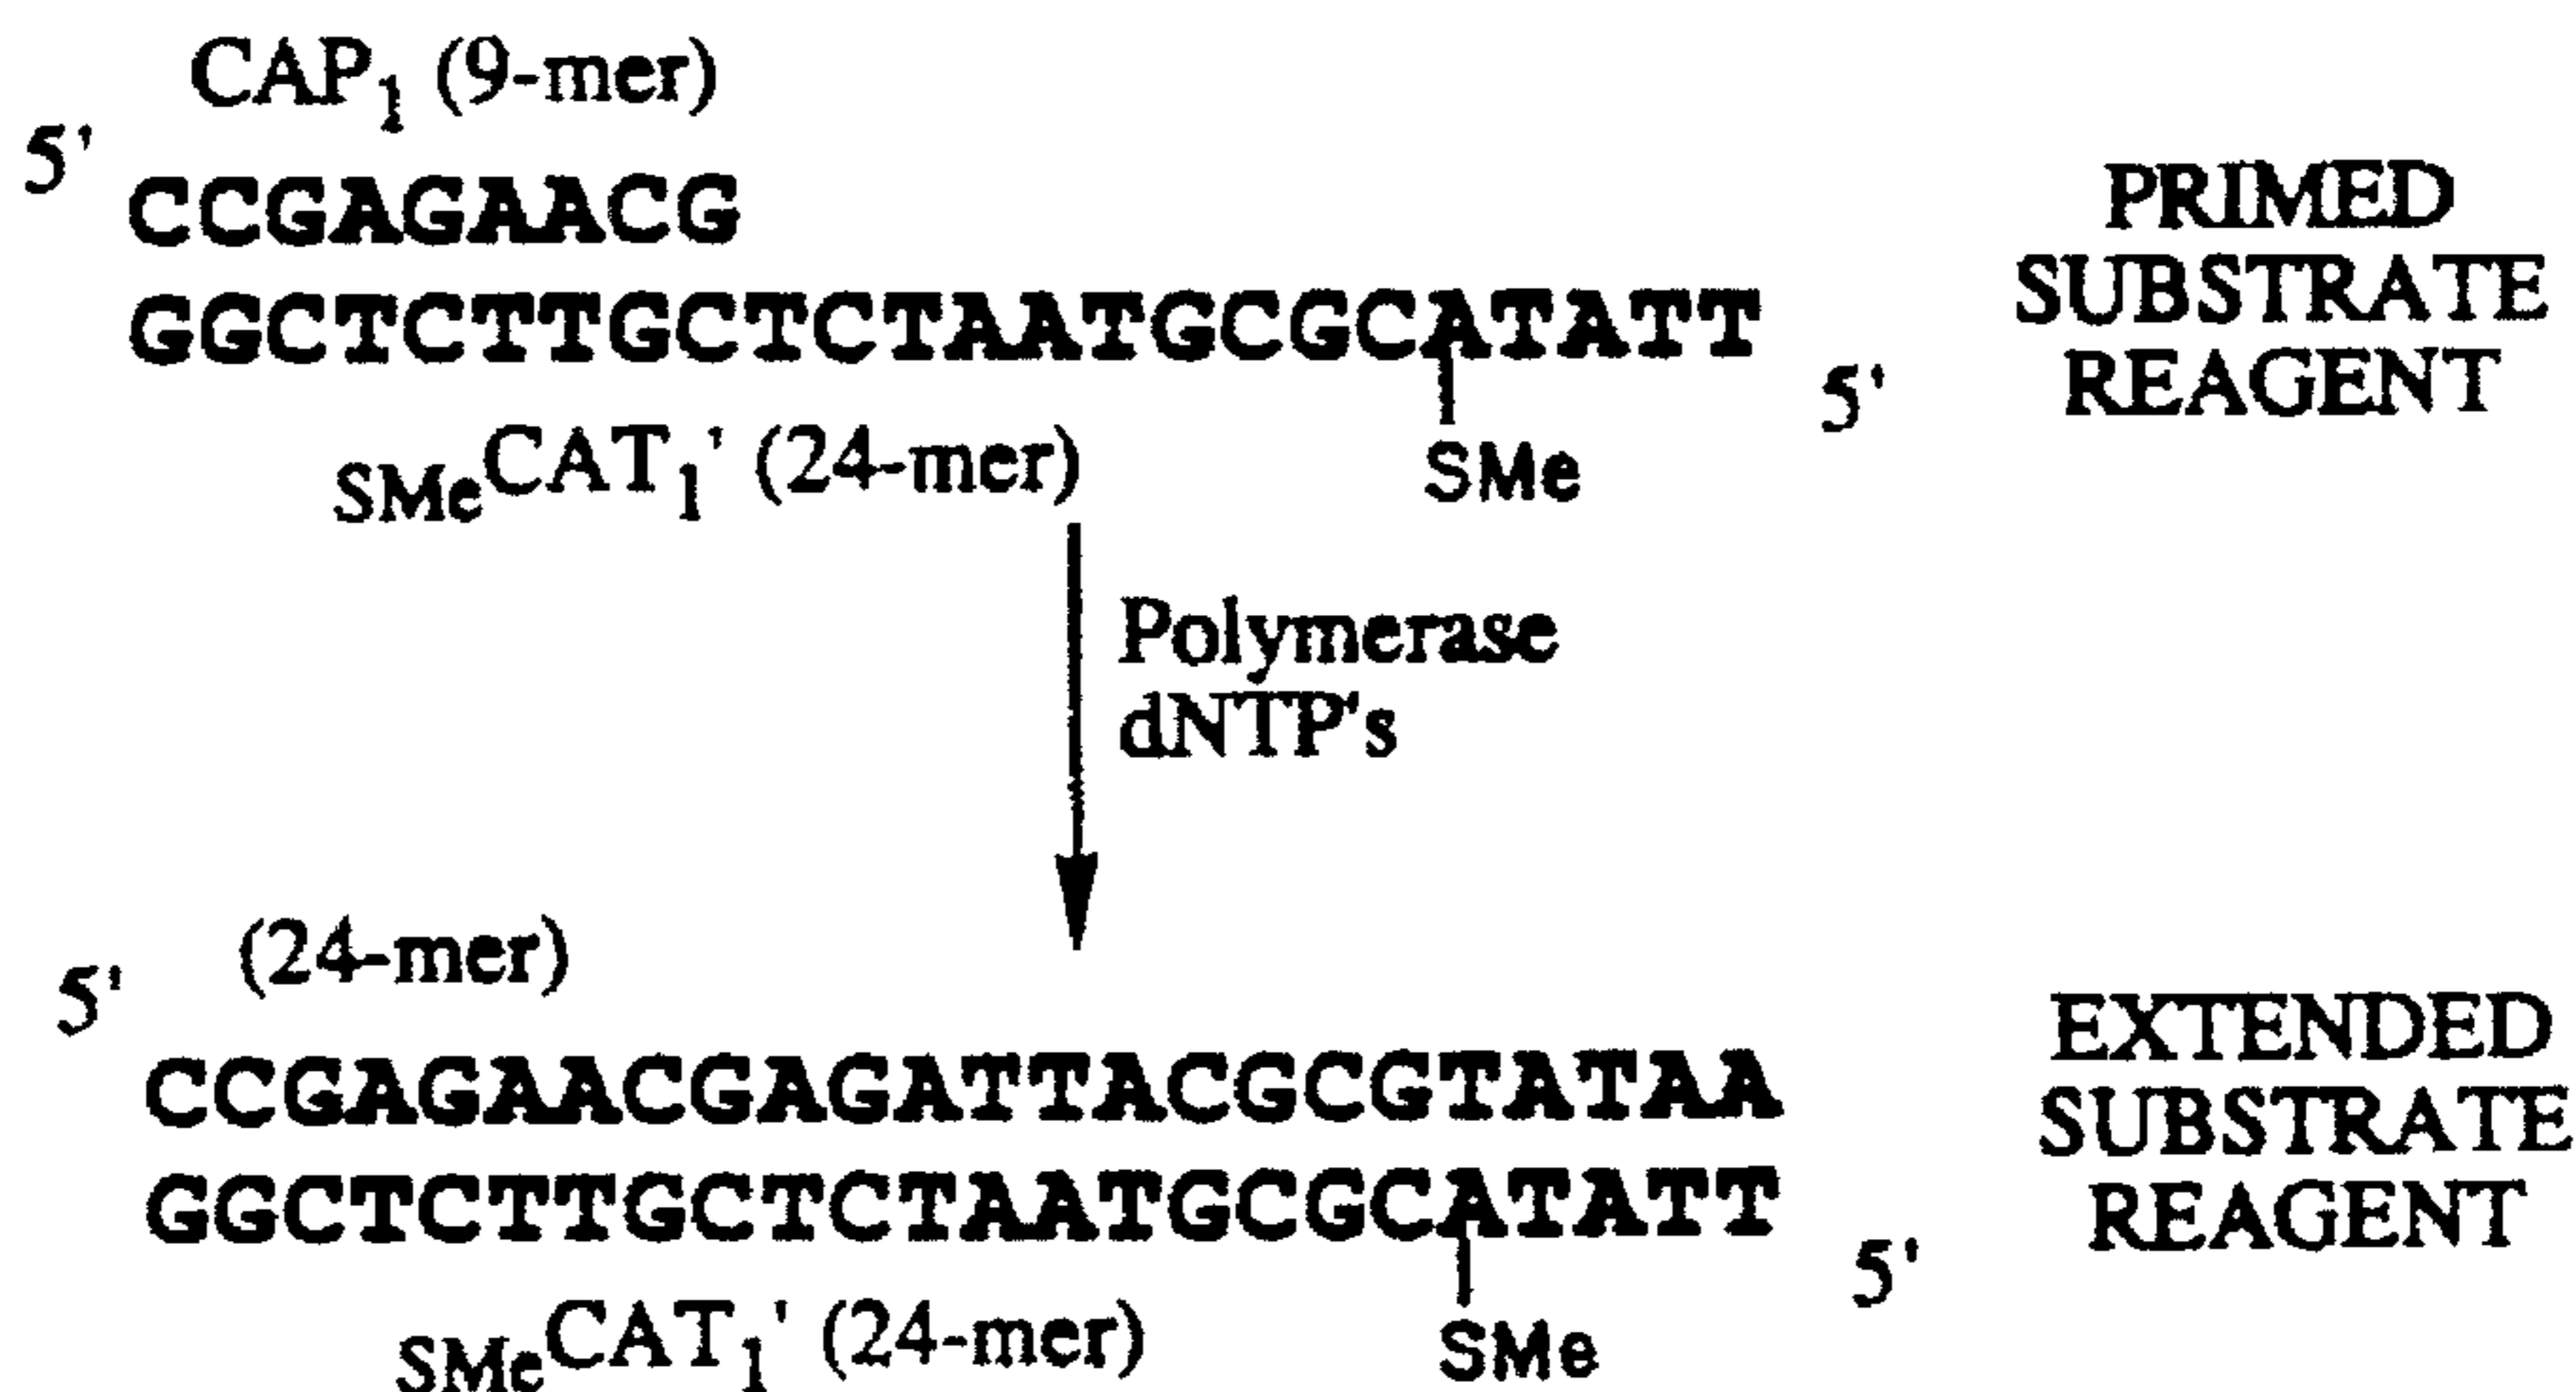 CAP1 (9-mer)
5'
CCGAGAACG
GGCTCTTGCTCTAATGCGCATATT
5'
SMe
SMeCAT1' (24-mer)
PRIMED
SUBSTRATE
REAGENT
Polymerase
dNTP's
(24-mer)
5'
CCGAGAACGAGATTACGCGTATAA
GGCTCTTGCTCTAATGCGCATATT
5'
SMe
SMeCAT1' (24-mer)
EXTENDED
SUBSTRATE
REAGENT